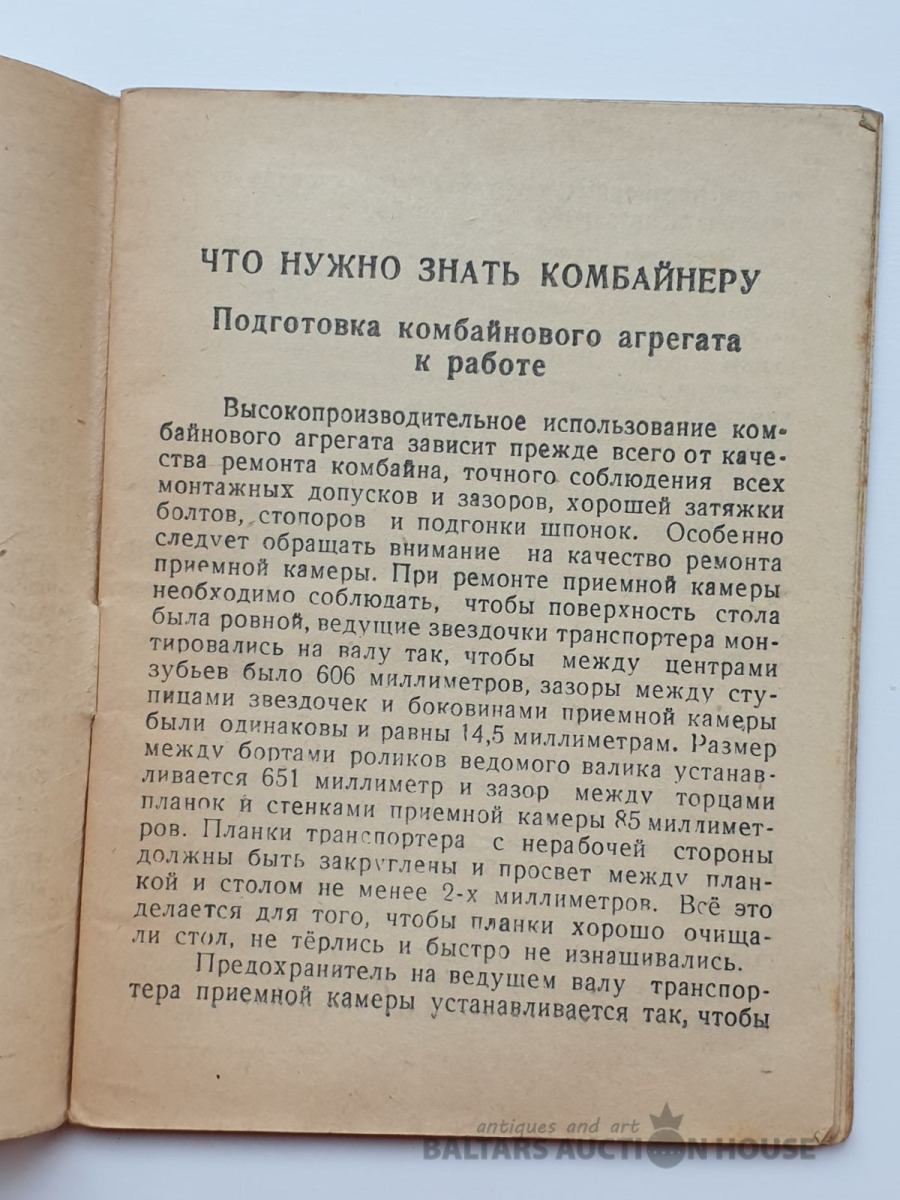 ЧТО НУЖНО ЗНАТЬ КОМБАЙНЕРУ
Подготовка комбайнового агрегата
к работе
Высокопроизводительное использование ком-
байнового агрегата зависит прежде всего от каче-
ства ремонта комбайна, точного соблюдения всех
монтажных допусков и зазоров, хорошей затяжки
болтов, стопоров и подгонки шпонок. Особенно
следует обращать внимание на качество ремонта
приемной камеры. При ремонте приемной камеры
необходимо соблюдать, чтобы поверхность стола
была ровной, ведущие звездочки транспортера мон-
тировались на валу так, чтобы между центрами
зубьев было 606 миллиметров, зазоры между сту-
пицами звездочек и боковинами приемной камеры
были одинаковы и равны 14,5 миллиметрам. Размер
между бортами роликов ведомого валика устанав-
ливается 651 миллиметр и зазор между торцами
планок и стенками приемной камеры 85 миллимет-
ров. Планки транспортера с нерабочей стороны
должны быть закруглены и просвет между план-
кой и столом не менее 2-х миллиметров. Всё это
делается для того, чтобы планки хорошо очища-
ли стол, не тёрлись и быстро не изнашивались.
Предохранитель на ведущем валу транспор-
тера приемной камеры устанавливается так, чтобы
antiques and art
BALTARS AUCTION HOUSE